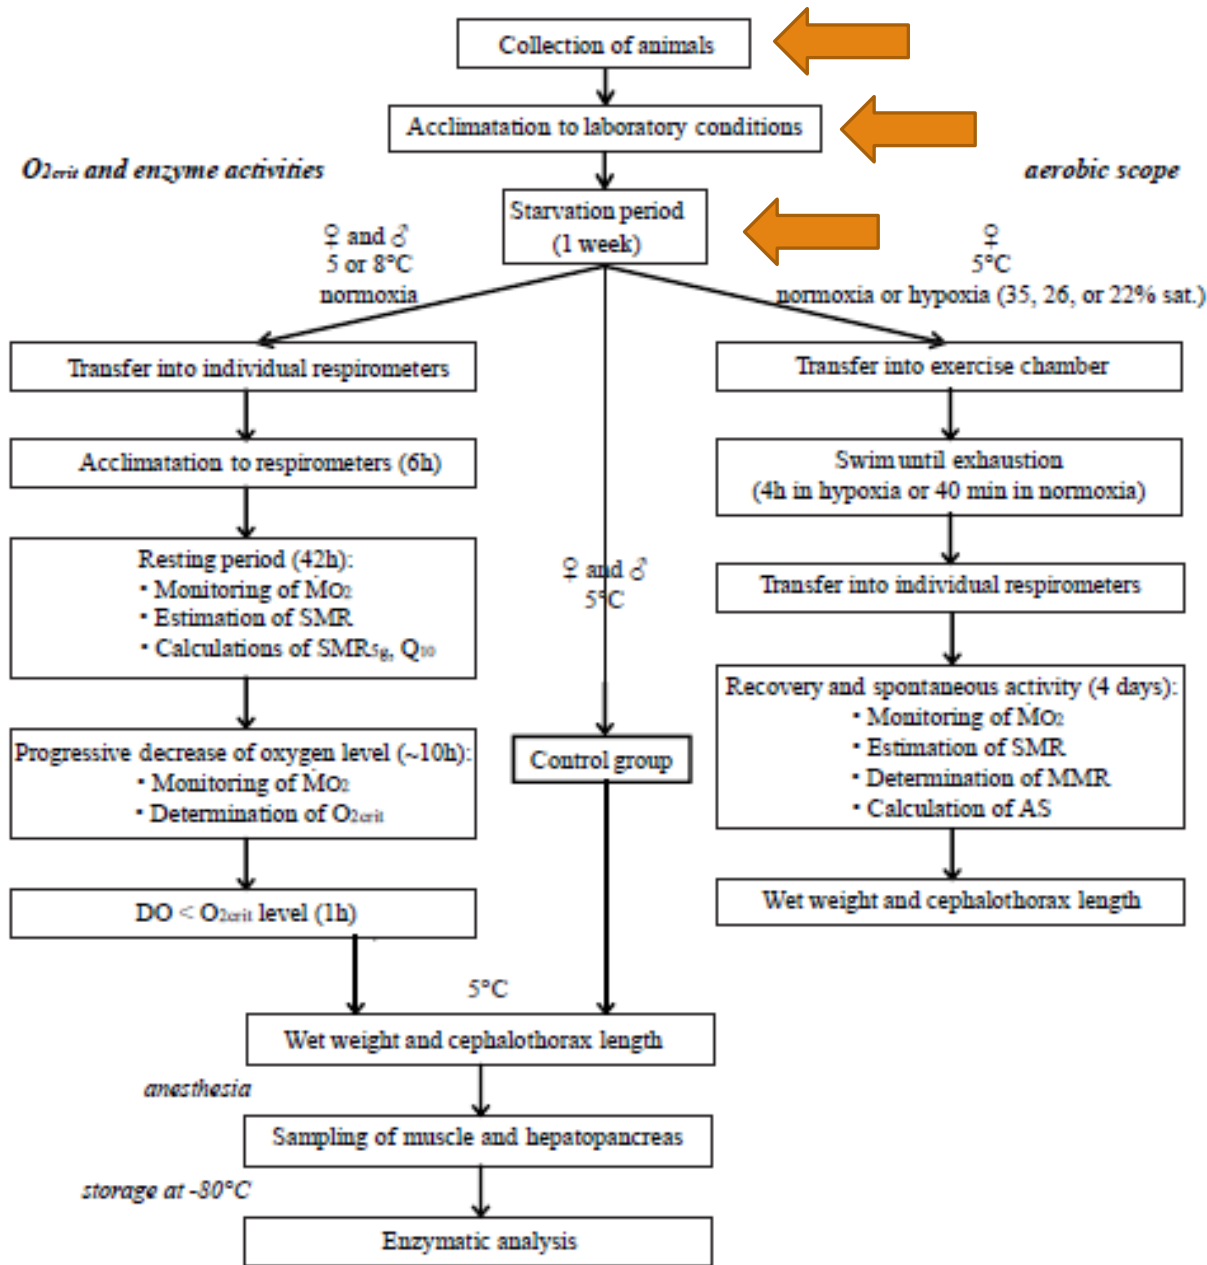 Collection of animals
Acclimatation to laboratory conditions
O2crit and enzyme activities
aerobic scope
Starvation period
(1 week)
♀ and ♂
5 or 8°C
normoxia
♀
5°C
normoxia or hypoxia (35, 26, or 22% sat.)
Transfer into individual respirometers
Acclimatation to respirometers (6h)
Resting period (42h):
· Monitoring of ṀO2
· Estimation of SMR
· Calculations of SMR5g, Q10
Progressive decrease of oxygen level (~10h):
· Monitoring of ṀO2
· Determination of O2crit
DO < O2crit level (1h)
♀ and ♂
5°C
Control group
Transfer into exercise chamber
Swim until exhaustion
(4h in hypoxia or 40 min in normoxia)
Transfer into individual respirometers
Recovery and spontaneous activity (4 days):
· Monitoring of ṀO2
· Estimation of SMR
· Determination of MMR
· Calculation of AS
Wet weight and cephalothorax length
5°C
Wet weight and cephalothorax length
anesthesia
Sampling of muscle and hepatopancreas
storage at -80°C
Enzymatic analysis